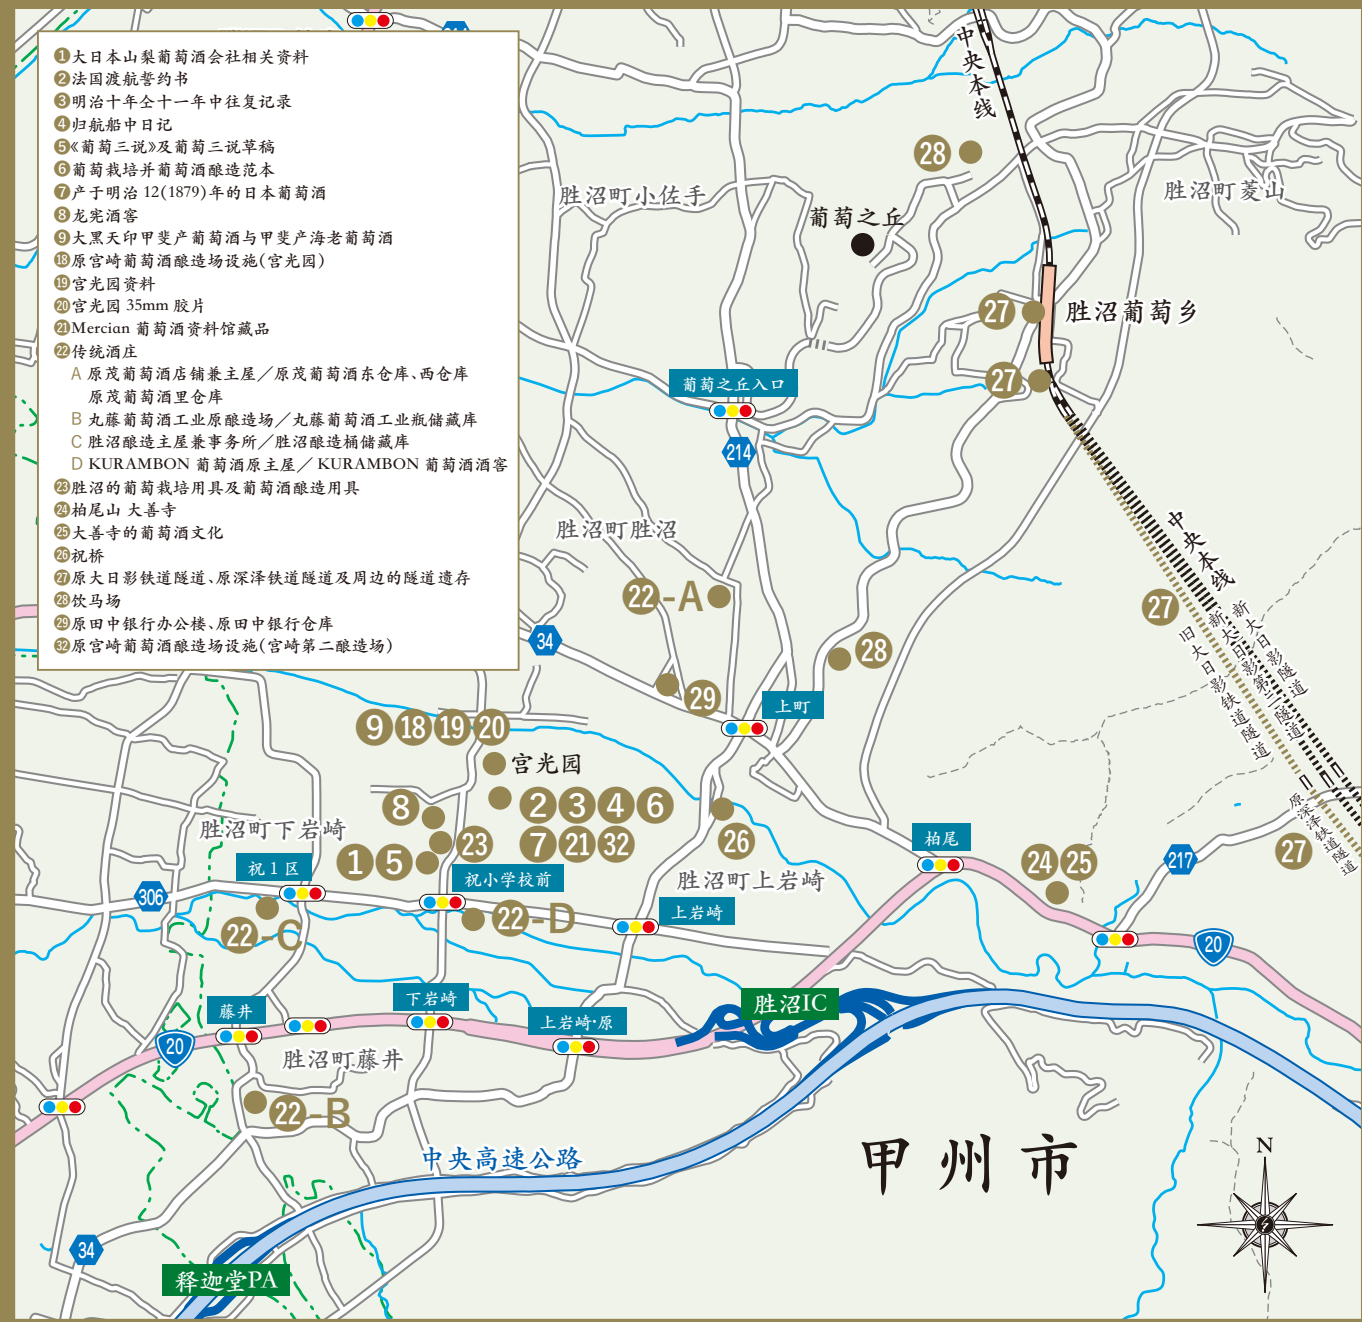 ❶大日本山梨葡萄酒会社相关资料
❷法国渡航誓约书
❸明治十年仝十一年中往复记录
❹归航船中日记
❺《葡萄三说》及葡萄三说草稿
❻葡萄栽培并葡萄酒酿造范本
❼产于明治 12(1879)年的日本葡萄酒
❽龙宪酒窖
❾大黑天印甲斐产葡萄酒与甲斐产海老葡萄酒
⓲原宫崎葡萄酒酿造场设施(宫光园)
⓳宫光园资料
⓴宫光园 35mm 胶片
㉑Mercian 葡萄酒资料馆藏品
㉒传统酒庄
A 原茂葡萄酒店铺兼主屋／原茂葡萄酒东仓库、西仓库
原茂葡萄酒里仓库
B 丸藤葡萄酒工业原酿造场／丸藤葡萄酒工业瓶储藏库
C 胜沼酿造主屋兼事务所／胜沼酿造桶储藏库
D KURAMBON 葡萄酒原主屋／ KURAMBON 葡萄酒酒窖
㉓胜沼的葡萄栽培用具及葡萄酒酿造用具
㉔柏尾山 大善寺
㉕大善寺的葡萄酒文化
㉖祝桥
㉗原大日影铁道隧道、原深泽铁道隧道及周边的隧道遗存
㉘饮马场
㉙原田中银行办公楼、原田中银行仓库
㉜原宫崎葡萄酒酿造场设施(宫崎第二酿造场)
中央本线
28
胜沼町小佐手
胜沼町菱山
葡萄之丘
27
胜沼葡萄乡
27
葡萄之丘入口
214
胜沼町胜沼
中央本线
22-A
27
新大日影隧道
新大日影第二隧道
旧大日影铁道隧道
34
28
29
上町
9 18 19 20
宫光园
2 3 4 6
8
7 21 32
23
1 5
26
原深泽铁道隧道
27
胜沼町下岩崎
祝1区
祝小学校前
胜沼町上岩崎
柏尾
24 25
217
306
22-C
22-D
上岩崎
20
藤井
下岩崎
上岩崎·原
胜沼IC
20
胜沼町藤井
22-B
中央高速公路
甲州市
N
34
释迦堂PA